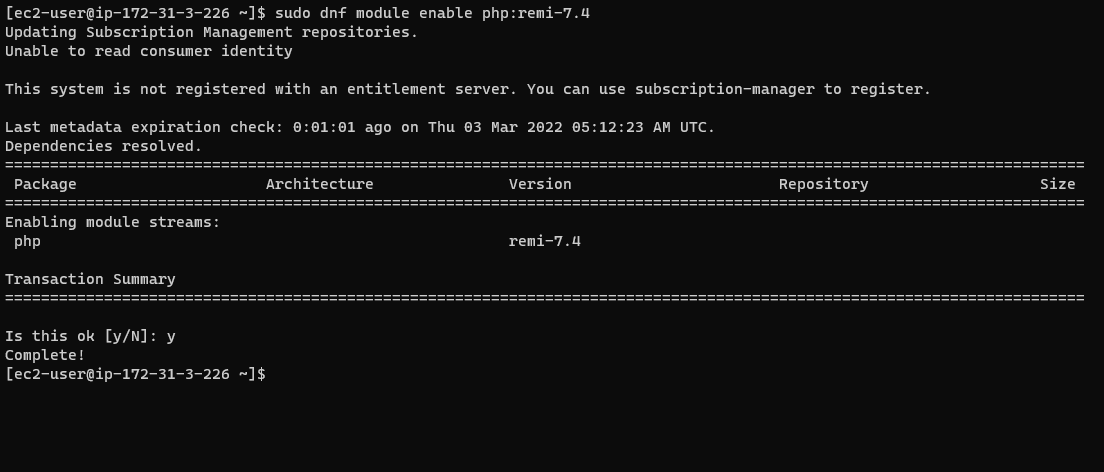 [ec2-user@ip-172-31-3-226 ~]$ sudo dnf module enable php:remi-7.4
Updating Subscription Management repositories.
Unable to read consumer identity
This system is not registered with an entitlement server. You can use subscription-manager to register.
Last metadata expiration check: 0:01:01 ago on Thu 03 Mar 2022 05:12:23 AM UTC.
Dependencies resolved.
========================================================================================================================
Package Architecture Version Repository Size
========================================================================================================================
Enabling module streams:
php remi-7.4
Transaction Summary
========================================================================================================================
Is this ok [y/N]: y
Complete!
[ec2-user@ip-172-31-3-226 ~]$